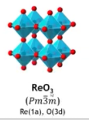 ReO₃
(Pm3̅m)
Re(1a), O(3d)